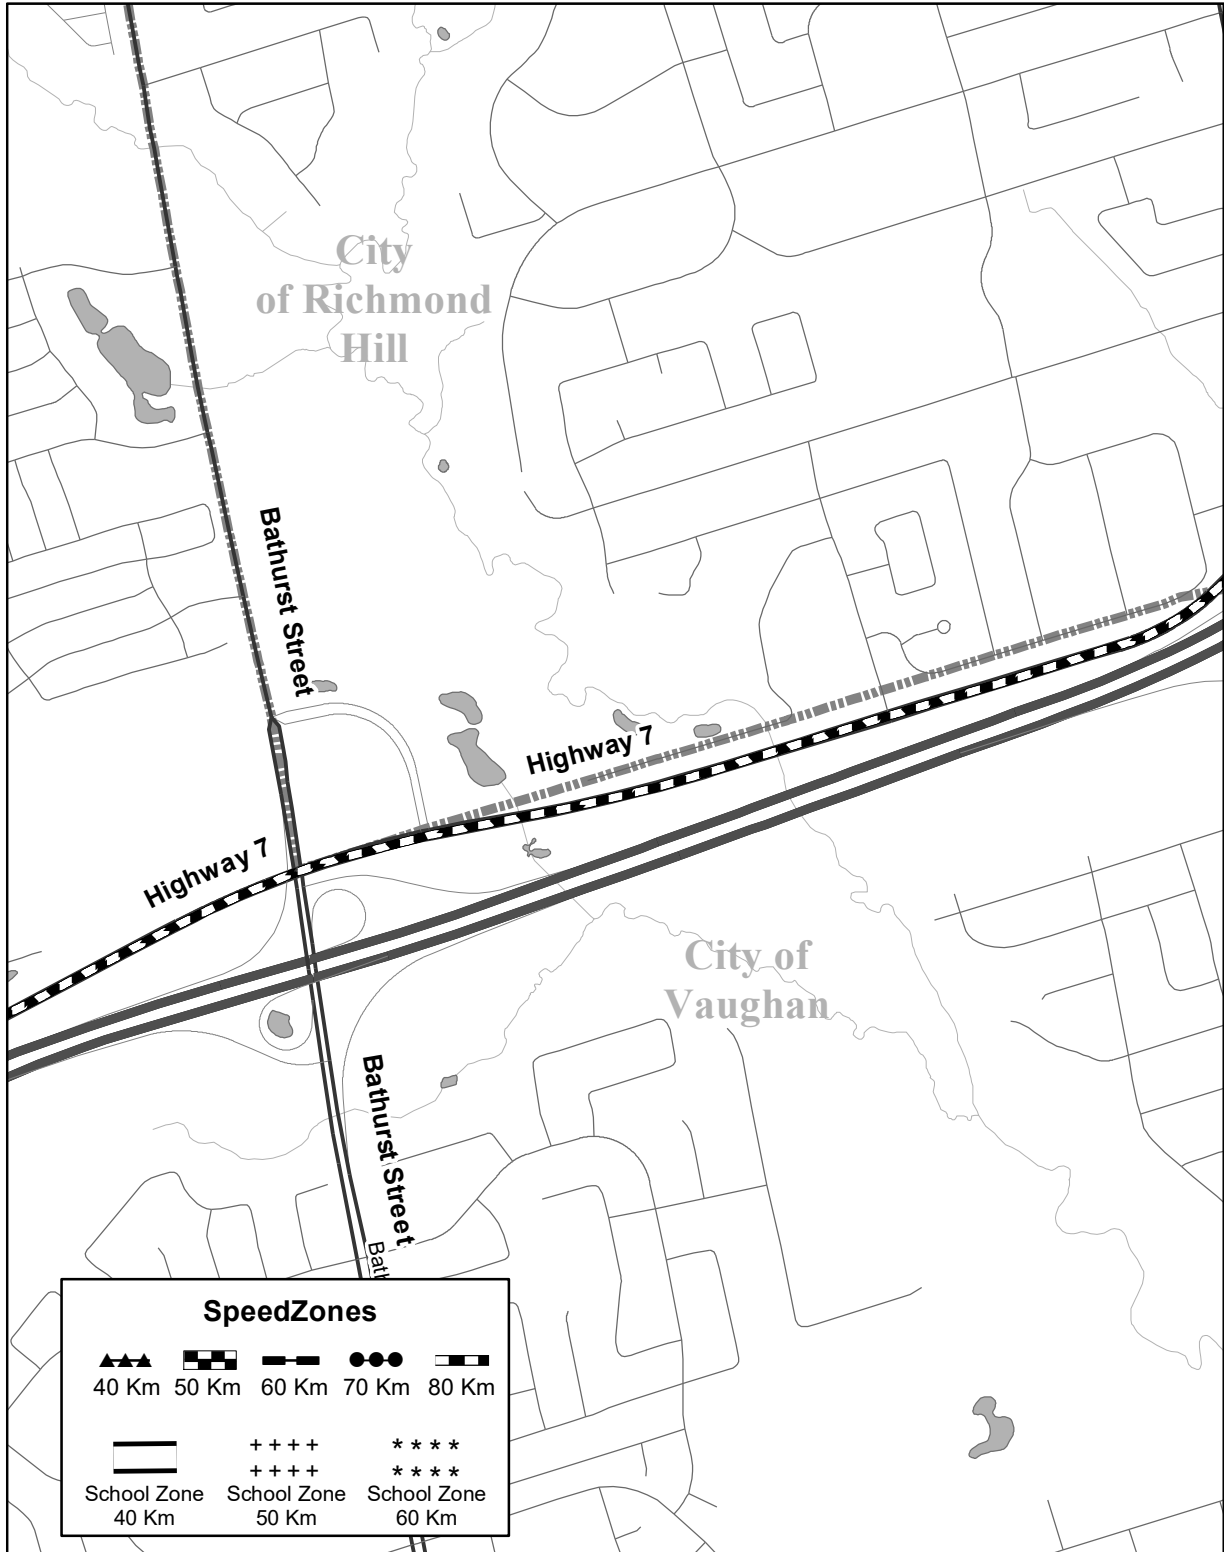 City
of Richmond
Hill
Bathurst Street
Highway 7
Highway 7
City of
Vaughan
Bathurst Street
Bath
SpeedZones
40 Km 50 Km 60 Km 70 Km 80 Km
School Zone School Zone School Zone
40 Km 50 Km 60 Km